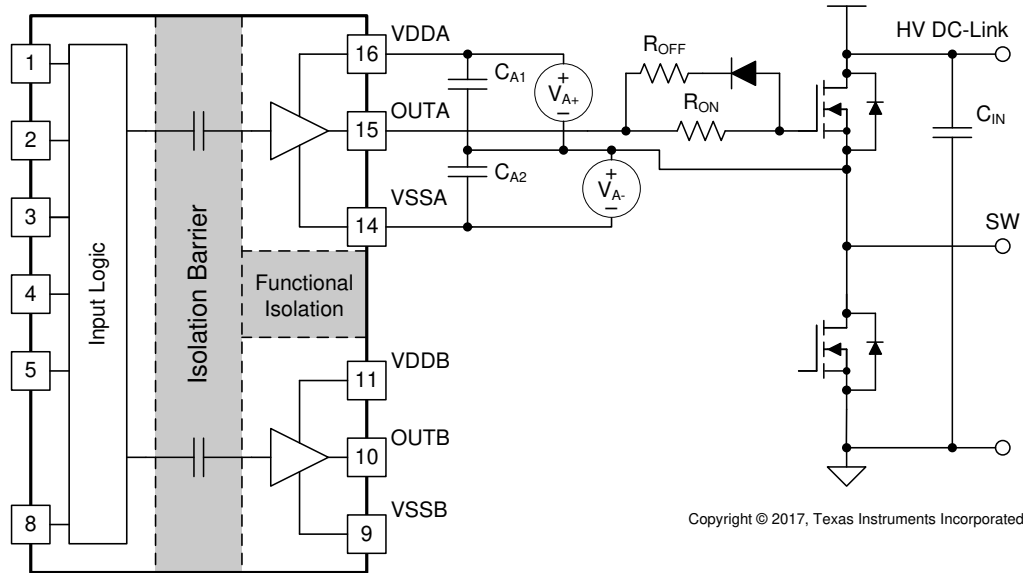 1
2
3
4
5
8
Input Logic
Isolation Barrier
Functional
Isolation
16
15
14
11
10
9
VDDA
OUTA
VSSA
VDDB
OUTB
VSSB
CA1
CA2
+
VA+
–
+
VA-
–
ROFF
RON
HV DC-Link
CIN
SW
Copyright © 2017, Texas Instruments Incorporated